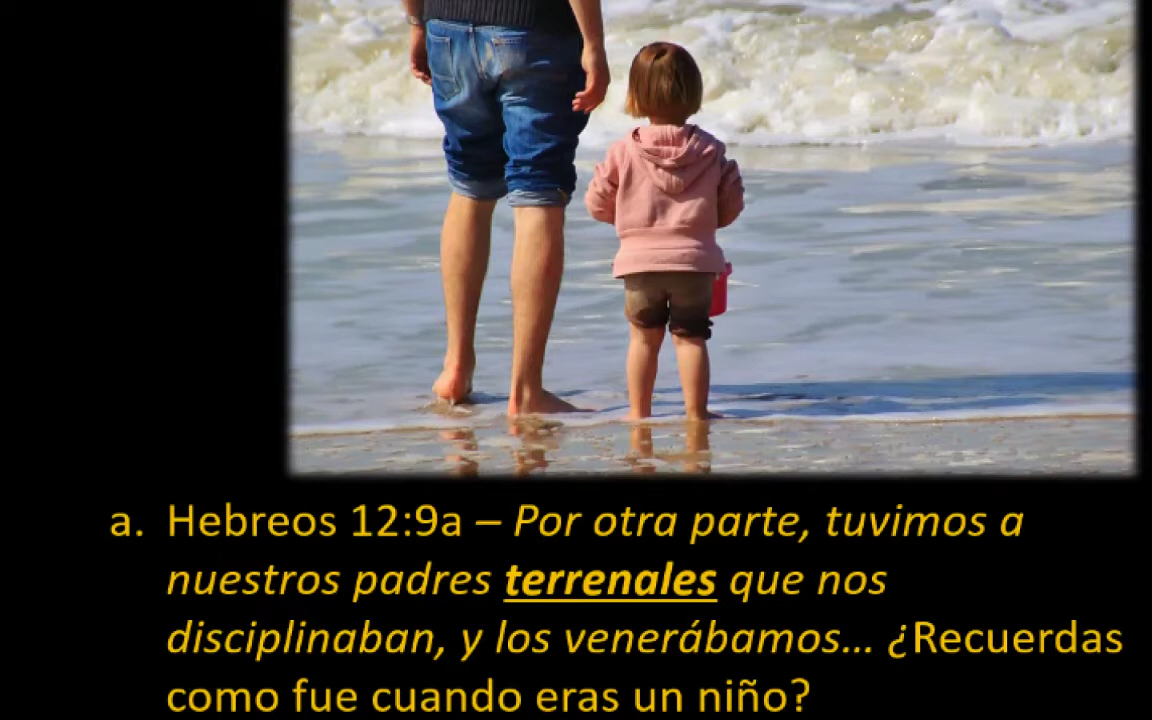 a. Hebreos 12:9a – Por otra parte, tuvimos a
nuestros padres terrenales que nos
disciplinaban, y los venerábamos... ¿Recuerdas
como fue cuando eras un niño?